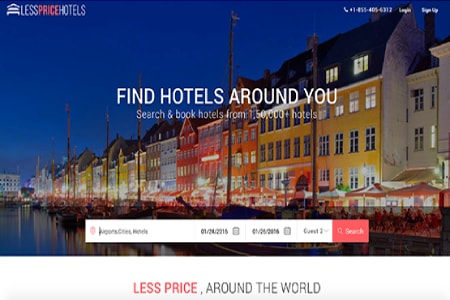 LESSPRICEHOTELS
+1-855-405-6312 Login Sign Up
FIND HOTELS AROUND YOU
Search & book hotels from 1,50,000+ hotels
Airports,Cities, Hotels 01/24/2016 01/25/2016 Guest 2 Search
LESS PRICE , AROUND THE WORLD